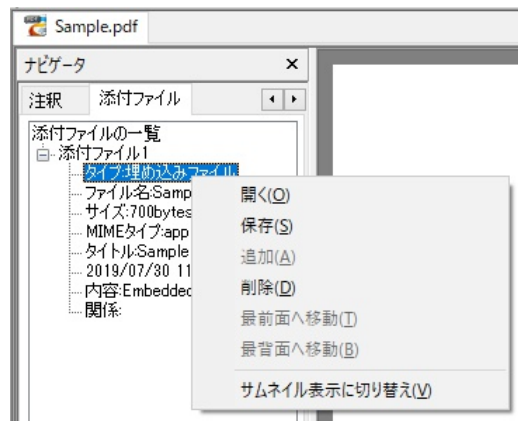 Sample.pdf
ナビゲータ
注釈 添付ファイル
添付ファイルの一覧
添付ファイル1
タイプ:埋め込みファイル
ファイル名:Samp
サイズ:700bytes
MIMEタイプ:app
タイトル:Sample
2019/07/30 11
内容:Embedded
関係:
開く(O)
保存(S)
追加(A)
削除(D)
最前面へ移動(T)
最背面へ移動(B)
サムネイル表示に切り替え(V)